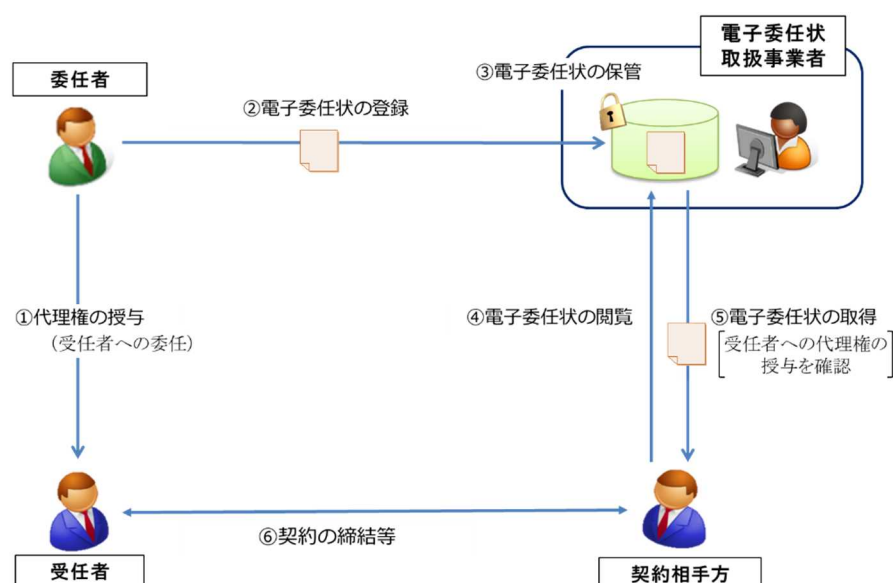 電子委任状
取扱事業者
委任者
③電子委任状の保管
②電子委任状の登録
①代理権の授与
(受任者への委任)
④電子委任状の閲覧
⑤電子委任状の取得
受任者への代理権の
授与を確認
⑥契約の締結等
受任者
契約相手方